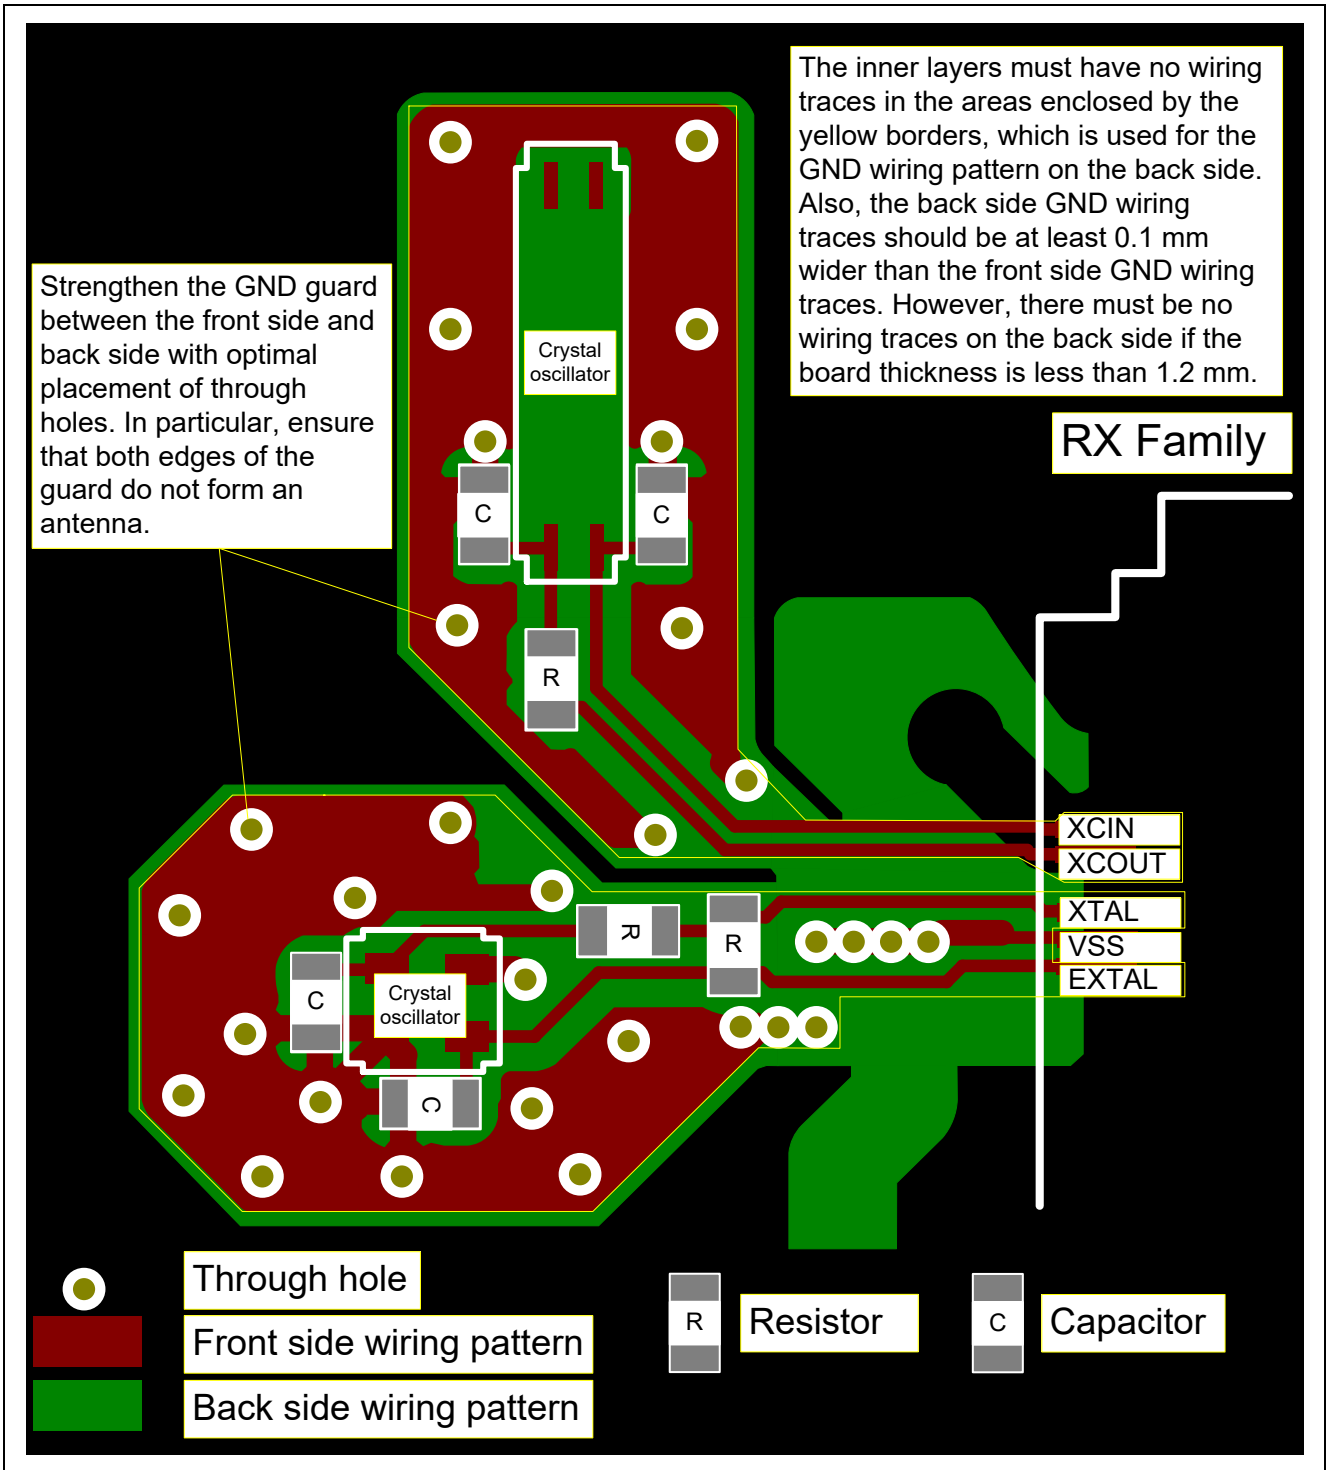 The inner layers must have no wiring
traces in the areas enclosed by the
yellow borders, which is used for the
GND wiring pattern on the back side.
Also, the back side GND wiring
traces should be at least 0.1 mm
wider than the front side GND wiring
traces. However, there must be no
wiring traces on the back side if the
board thickness is less than 1.2 mm.
Strengthen the GND guard
between the front side and
back side with optimal
placement of through
holes. In particular, ensure
that both edges of the
guard do not form an
antenna.
Crystal
oscillator
RX Family
C
C
R
XCIN
XCOUT
XTAL
VSS
EXTAL
R
R
C
Crystal
oscillator
C
Through hole
Front side wiring pattern
Back side wiring pattern
R
Resistor
C
Capacitor